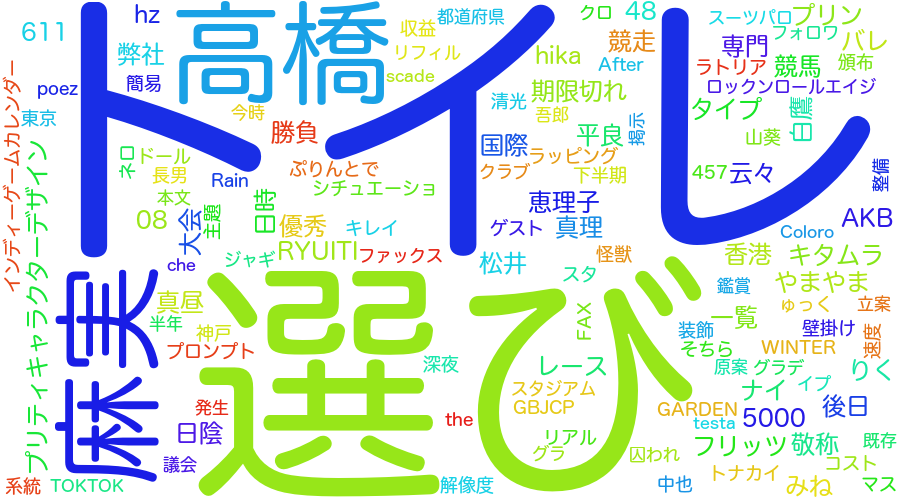 トイレ
選び
高橋
麻実
611
hz
弊社
簡易
poez
東京
インディーゲームカレンダー
プリティキャラクターデザイン
今時
勝負
ぷりんとで
シチュエーショ
Rain
ネロ
ドール
長男
本文
08
大会
主題
日時
優秀
キレイ
RYUITI
ファックス
ジャギ
che
真昼
半年
神戸
プロンプト
発生
日陰
議会
系統
TOKTOK
収益
都道府県
リフィル
scade
クロ
48
hika
競走
After
期限切れ
清光
吾郎
平良
掲示
国際
クラブ
ラッピング
下半期
恵理子
ゲスト
真理
松井
怪獣
スタ
スーツパロ
プリン
フォロワ
バレ
専門
ラトリア
競馬
頒布
ロックンロールエイジ
タイプ
白鷹
山葵
457
云々
整備
AKB
Coloro
香港
キタムラ
鑑賞
やまやま
ゅっく
立案
一覧
装飾
壁掛け
速度
そちら
WINTER
FAX
レース
深夜
スタジアム
GBJCP
the
リアル
グラ
解像度
原案
グラデ
りく
ナイ
イプ
GARDEN
testa
5000
後日
フリッツ
敬称
既存
囚われ
トナカイ
コスト
中也
みね
マス